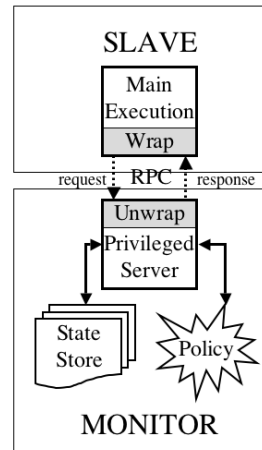 SLAVE
Main
Execution
Wrap
request RPC response
Unwrap
Privileged
Server
State
Store
Policy
MONITOR